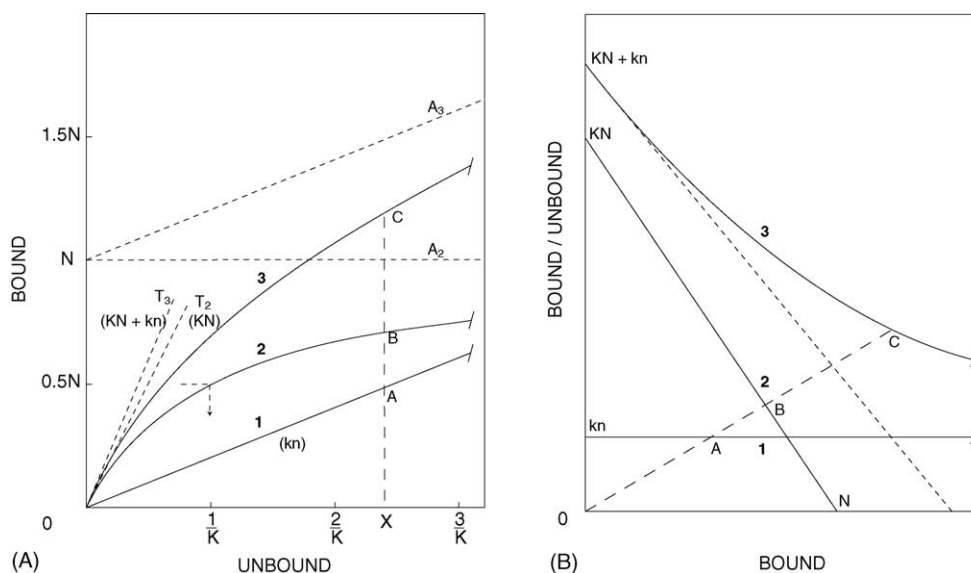 1.5N
A₃
C
BOUND
N
A₂
3
T₃
T₂
(KN + kn)
(KN)
2
B
0.5N
A
1
(kn)
0
1/K
2/K
X
3/K
(A)
UNBOUND
KN + kn
KN
BOUND / UNBOUND
3
C
2
B
kn
A
1
N
0
(B)
BOUND